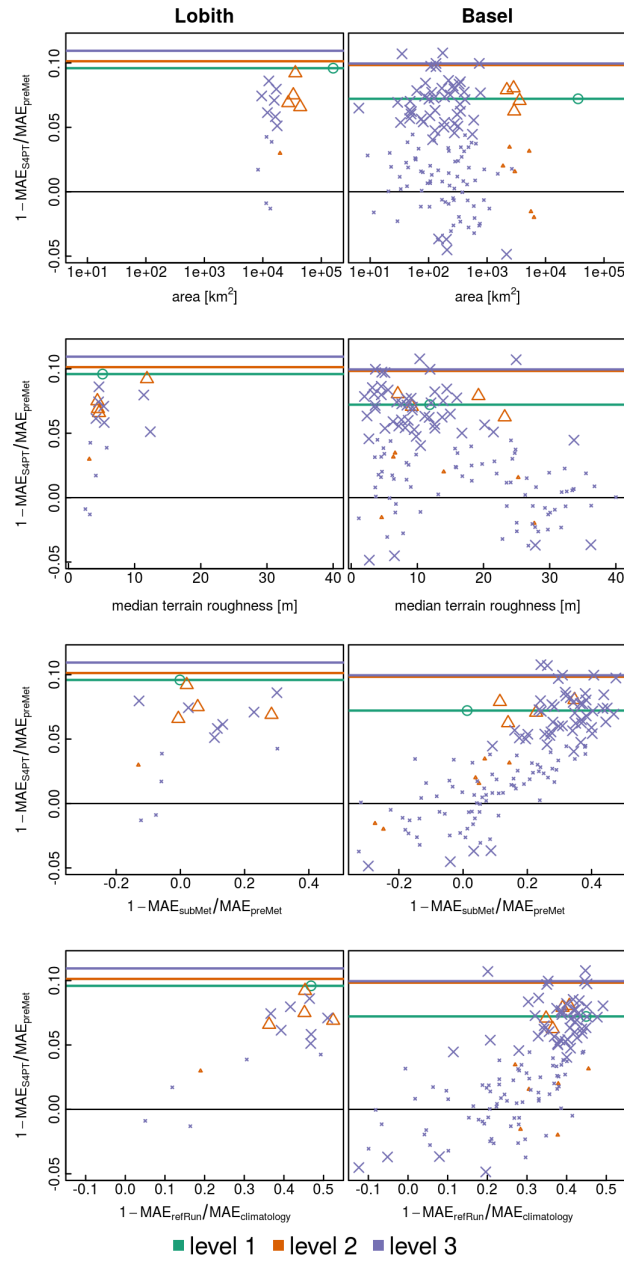 Lobith Basel
1−MAE_S4PT/MAE_preMet
0.10
0.05
0.00
-0.05
1e+01 1e+02 1e+03 1e+04 1e+05 1e+01 1e+02 1e+03 1e+04 1e+05
area [km²] area [km²]
1−MAE_S4PT/MAE_preMet
0.10
0.05
0.00
-0.05
0 10 20 30 40 0 10 20 30 40
median terrain roughness [m] median terrain roughness [m]
1−MAE_S4PT/MAE_preMet
0.10
0.05
0.00
-0.05
-0.2 0.0 0.2 0.4 -0.2 0.0 0.2 0.4
1−MAE_subMet/MAE_preMet 1−MAE_subMet/MAE_preMet
1−MAE_S4PT/MAE_preMet
0.10
0.05
0.00
-0.05
-0.1 0.0 0.1 0.2 0.3 0.4 0.5 -0.1 0.0 0.1 0.2 0.3 0.4 0.5
1−MAE_refRun/MAE_climatology 1−MAE_refRun/MAE_climatology
level 1 level 2 level 3